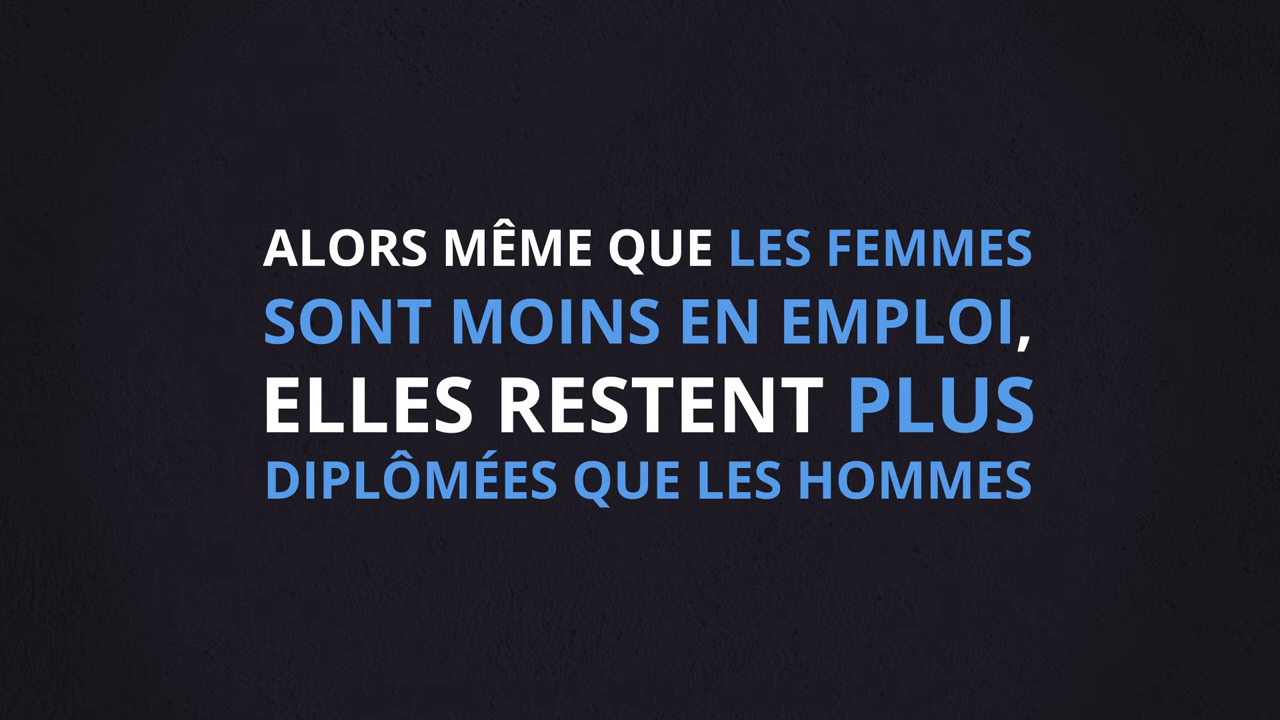 ALORS MÊME QUE LES FEMMES
SONT MOINS EN EMPLOI,
ELLES RESTENT PLUS
DIPLÔMÉES QUE LES HOMMES